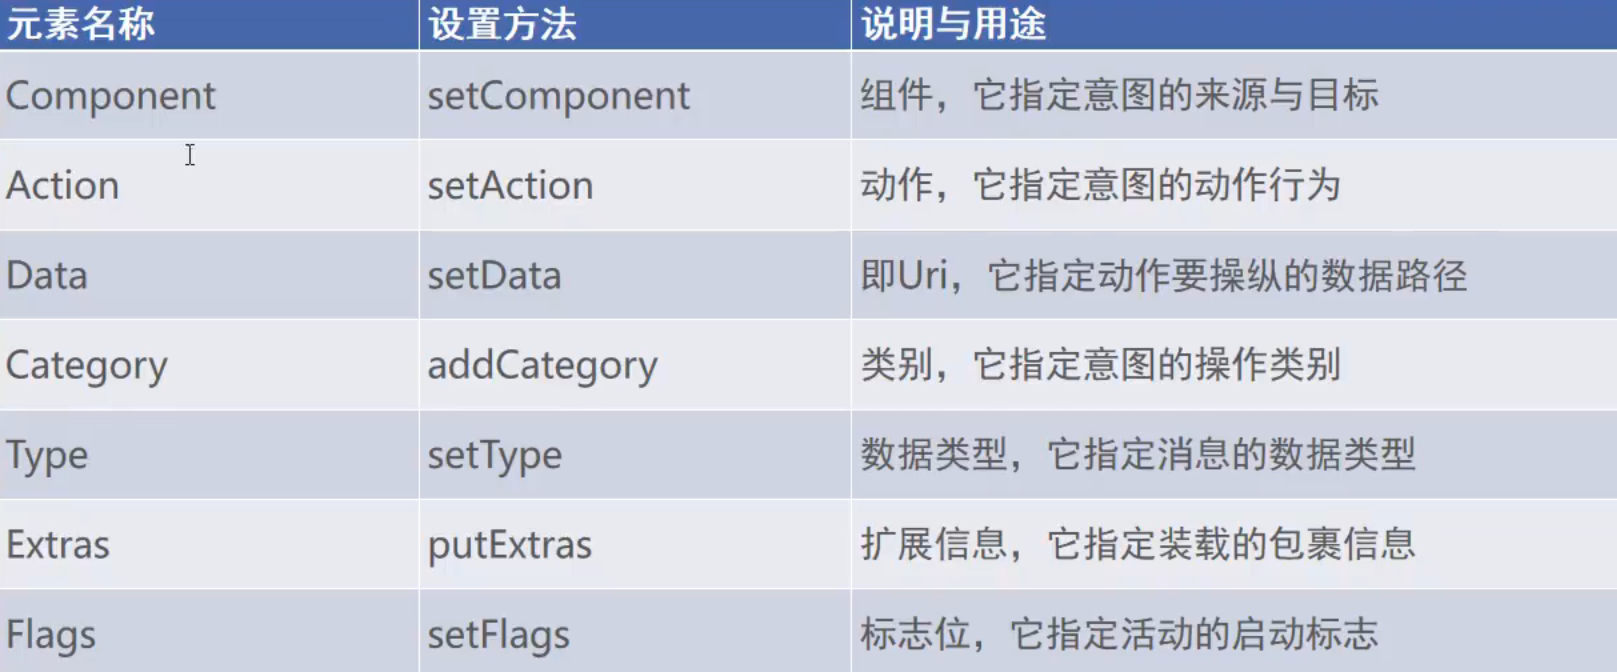 元素名称 设置方法 说明与用途
Component setComponent 组件，它指定意图的来源与目标
Action setAction 动作，它指定意图的动作行为
Data setData 即Uri，它指定动作要操纵的数据路径
Category addCategory 类别，它指定意图的操作类别
Type setType 数据类型，它指定消息的数据类型
Extras putExtras 扩展信息，它指定装载的包裹信息
Flags setFlags 标志位，它指定活动的启动标志